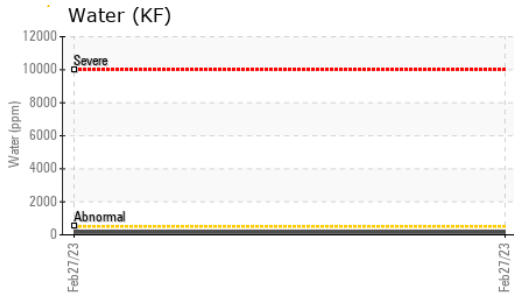 Water (KF)
12000
10000
8000
6000
4000
2000
0
Water (ppm)
Severe
Abnormal
Feb27/23
Feb27/23